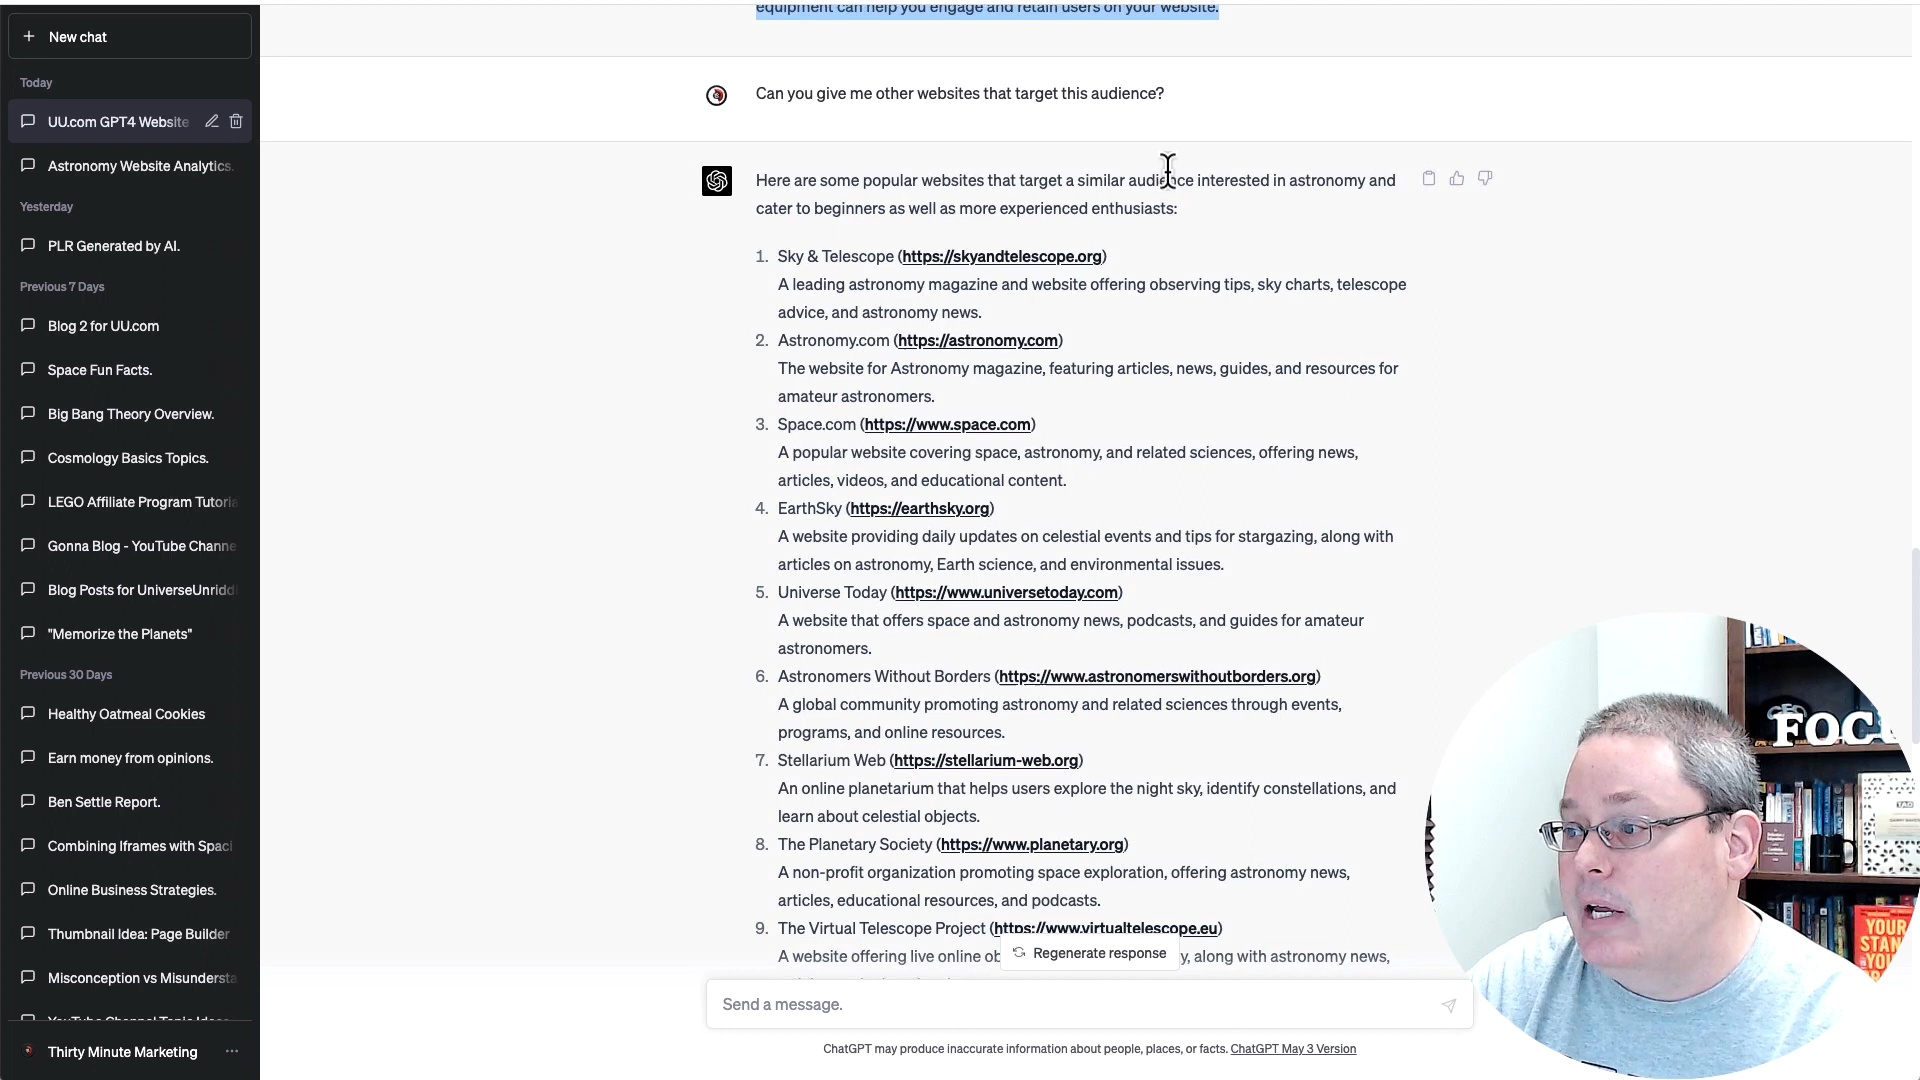 equipment can help you engage and retain users on your website.
New chat
Today
UU.com GPT4 Website
Astronomy Website Analytics.
Yesterday
PLR Generated by AI.
Previous 7 Days
Blog 2 for UU.com
Space Fun Facts.
Big Bang Theory Overview.
Cosmology Basics Topics.
LEGO Affiliate Program Tutoria
Gonna Blog - YouTube Channe
Blog Posts for UniverseUnridd
"Memorize the Planets"
Previous 30 Days
Healthy Oatmeal Cookies
Earn money from opinions.
Ben Settle Report.
Combining Iframes with Spaci
Online Business Strategies.
Thumbnail Idea: Page Builder
Misconception vs Misundersta
Thirty Minute Marketing
Can you give me other websites that target this audience?
Here are some popular websites that target a similar audience interested in astronomy and
cater to beginners as well as more experienced enthusiasts:
1. Sky & Telescope (https://skyandtelescope.org)
A leading astronomy magazine and website offering observing tips, sky charts, telescope
advice, and astronomy news.
2. Astronomy.com (https://astronomy.com)
The website for Astronomy magazine, featuring articles, news, guides, and resources for
amateur astronomers.
3. Space.com (https://www.space.com)
A popular website covering space, astronomy, and related sciences, offering news,
articles, videos, and educational content.
4. EarthSky (https://earthsky.org)
A website providing daily updates on celestial events and tips for stargazing, along with
articles on astronomy, Earth science, and environmental issues.
5. Universe Today (https://www.universetoday.com)
A website that offers space and astronomy news, podcasts, and guides for amateur
astronomers.
6. Astronomers Without Borders (https://www.astronomerswithoutborders.org)
A global community promoting astronomy and related sciences through events,
programs, and online resources.
7. Stellarium Web (https://stellarium-web.org)
An online planetarium that helps users explore the night sky, identify constellations, and
learn about celestial objects.
8. The Planetary Society (https://www.planetary.org)
A non-profit organization promoting space exploration, offering astronomy news,
articles, educational resources, and podcasts.
9. The Virtual Telescope Project (https://www.virtualtelescope.eu)
A website offering live online ob
y, along with astronomy news,
Regenerate response
Send a message.
ChatGPT may produce inaccurate information about people, places, or facts. ChatGPT May 3 Version
FOC
TAO
YOUR
STAN
YO